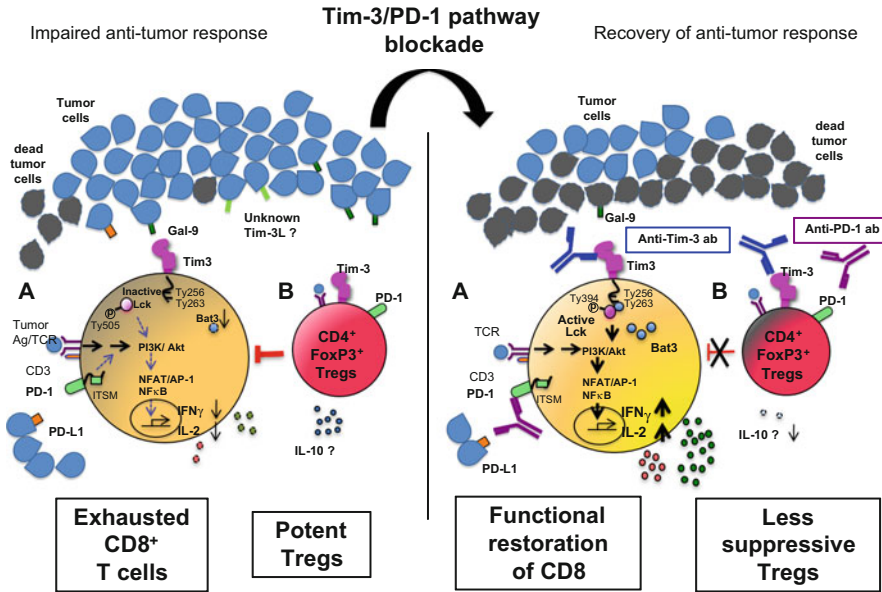 Tim-3/PD-1 pathway
blockade
Impaired anti-tumor response
Recovery of anti-tumor response
Tumor
cells
dead
tumor
cells
Unknown
Tim-3L ?
Gal-9
Tim3
A
Inactive
Lck
Ty256
Ty263
P
Ty505
Bat3
Tumor
Ag/TCR
PI3K/ Akt
CD3
PD-1
ITSM
NFAT/AP-1
NFκB
IFNγ
IL-2
PD-L1
B
Tim-3
PD-1
CD4+
FoxP3+
Tregs
IL-10 ?
Exhausted
CD8+
T cells
Potent
Tregs
Tumor
cells
dead
tumor
cells
Gal-9
Anti-Tim-3 ab
Anti-PD-1 ab
Tim3
A
Ty394
Ty256
Ty263
P
Active
Lck
Bat3
TCR
PI3K/Akt
CD3
PD-1
ITSM
NFAT/AP-1
NFκB
IFNγ
IL-2
PD-L1
B
Tim-3
PD-1
CD4+
FoxP3+
Tregs
IL-10 ?
Functional
restoration
of CD8
Less
suppressive
Tregs